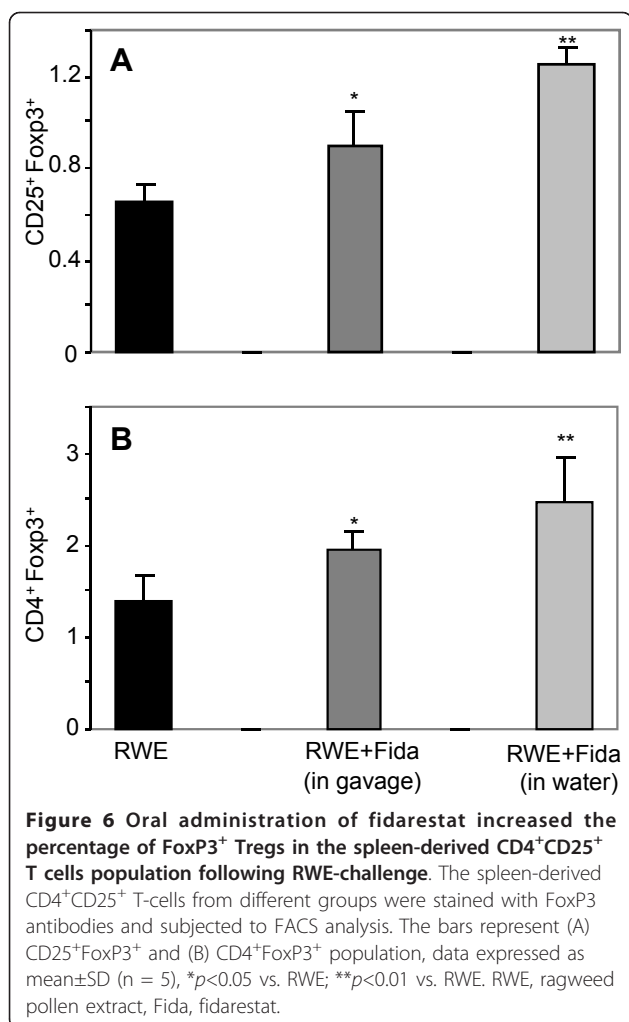 A
CD25⁺ Foxp3⁺
1.2
0.8
0.4
0
*
**
B
CD4⁺ Foxp3⁺
3
2
1
0
*
**
RWE
RWE+Fida
(in gavage)
RWE+Fida
(in water)
Figure 6 Oral administration of fidarestat increased the
percentage of FoxP3⁺ Tregs in the spleen-derived CD4⁺CD25⁺
T cells population following RWE-challenge. The spleen-derived
CD4⁺CD25⁺ T-cells from different groups were stained with FoxP3
antibodies and subjected to FACS analysis. The bars represent (A)
CD25⁺FoxP3⁺ and (B) CD4⁺FoxP3⁺ population, data expressed as
mean±SD (n = 5), *p<0.05 vs. RWE; **p<0.01 vs. RWE. RWE, ragweed
pollen extract, Fida, fidarestat.